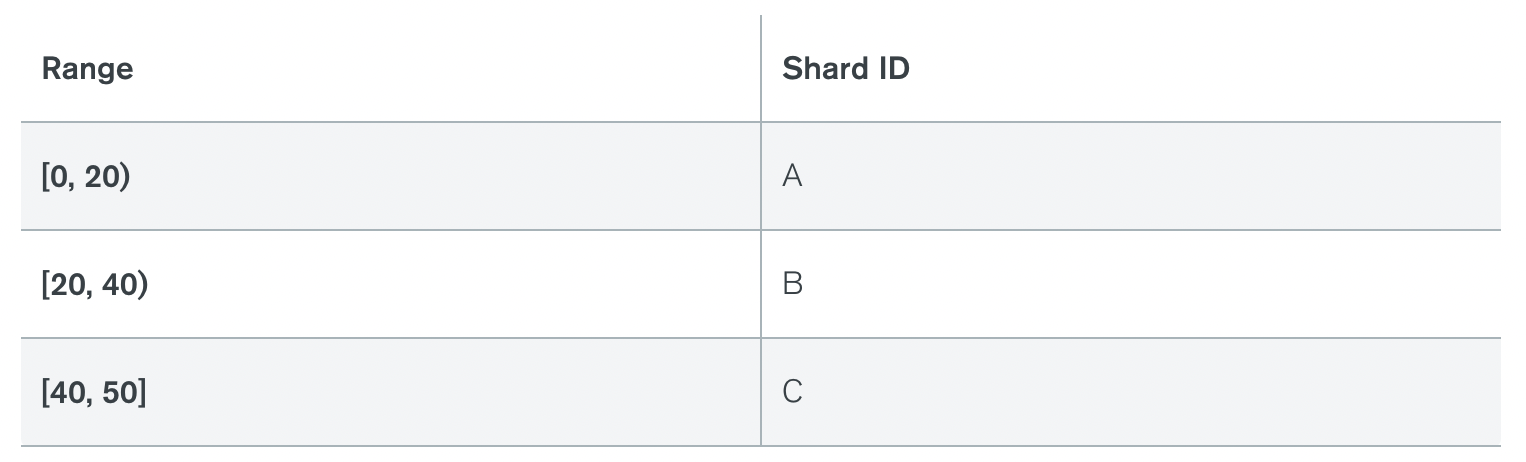 Range Shard ID
[0, 20) A
[20, 40) B
[40, 50] C